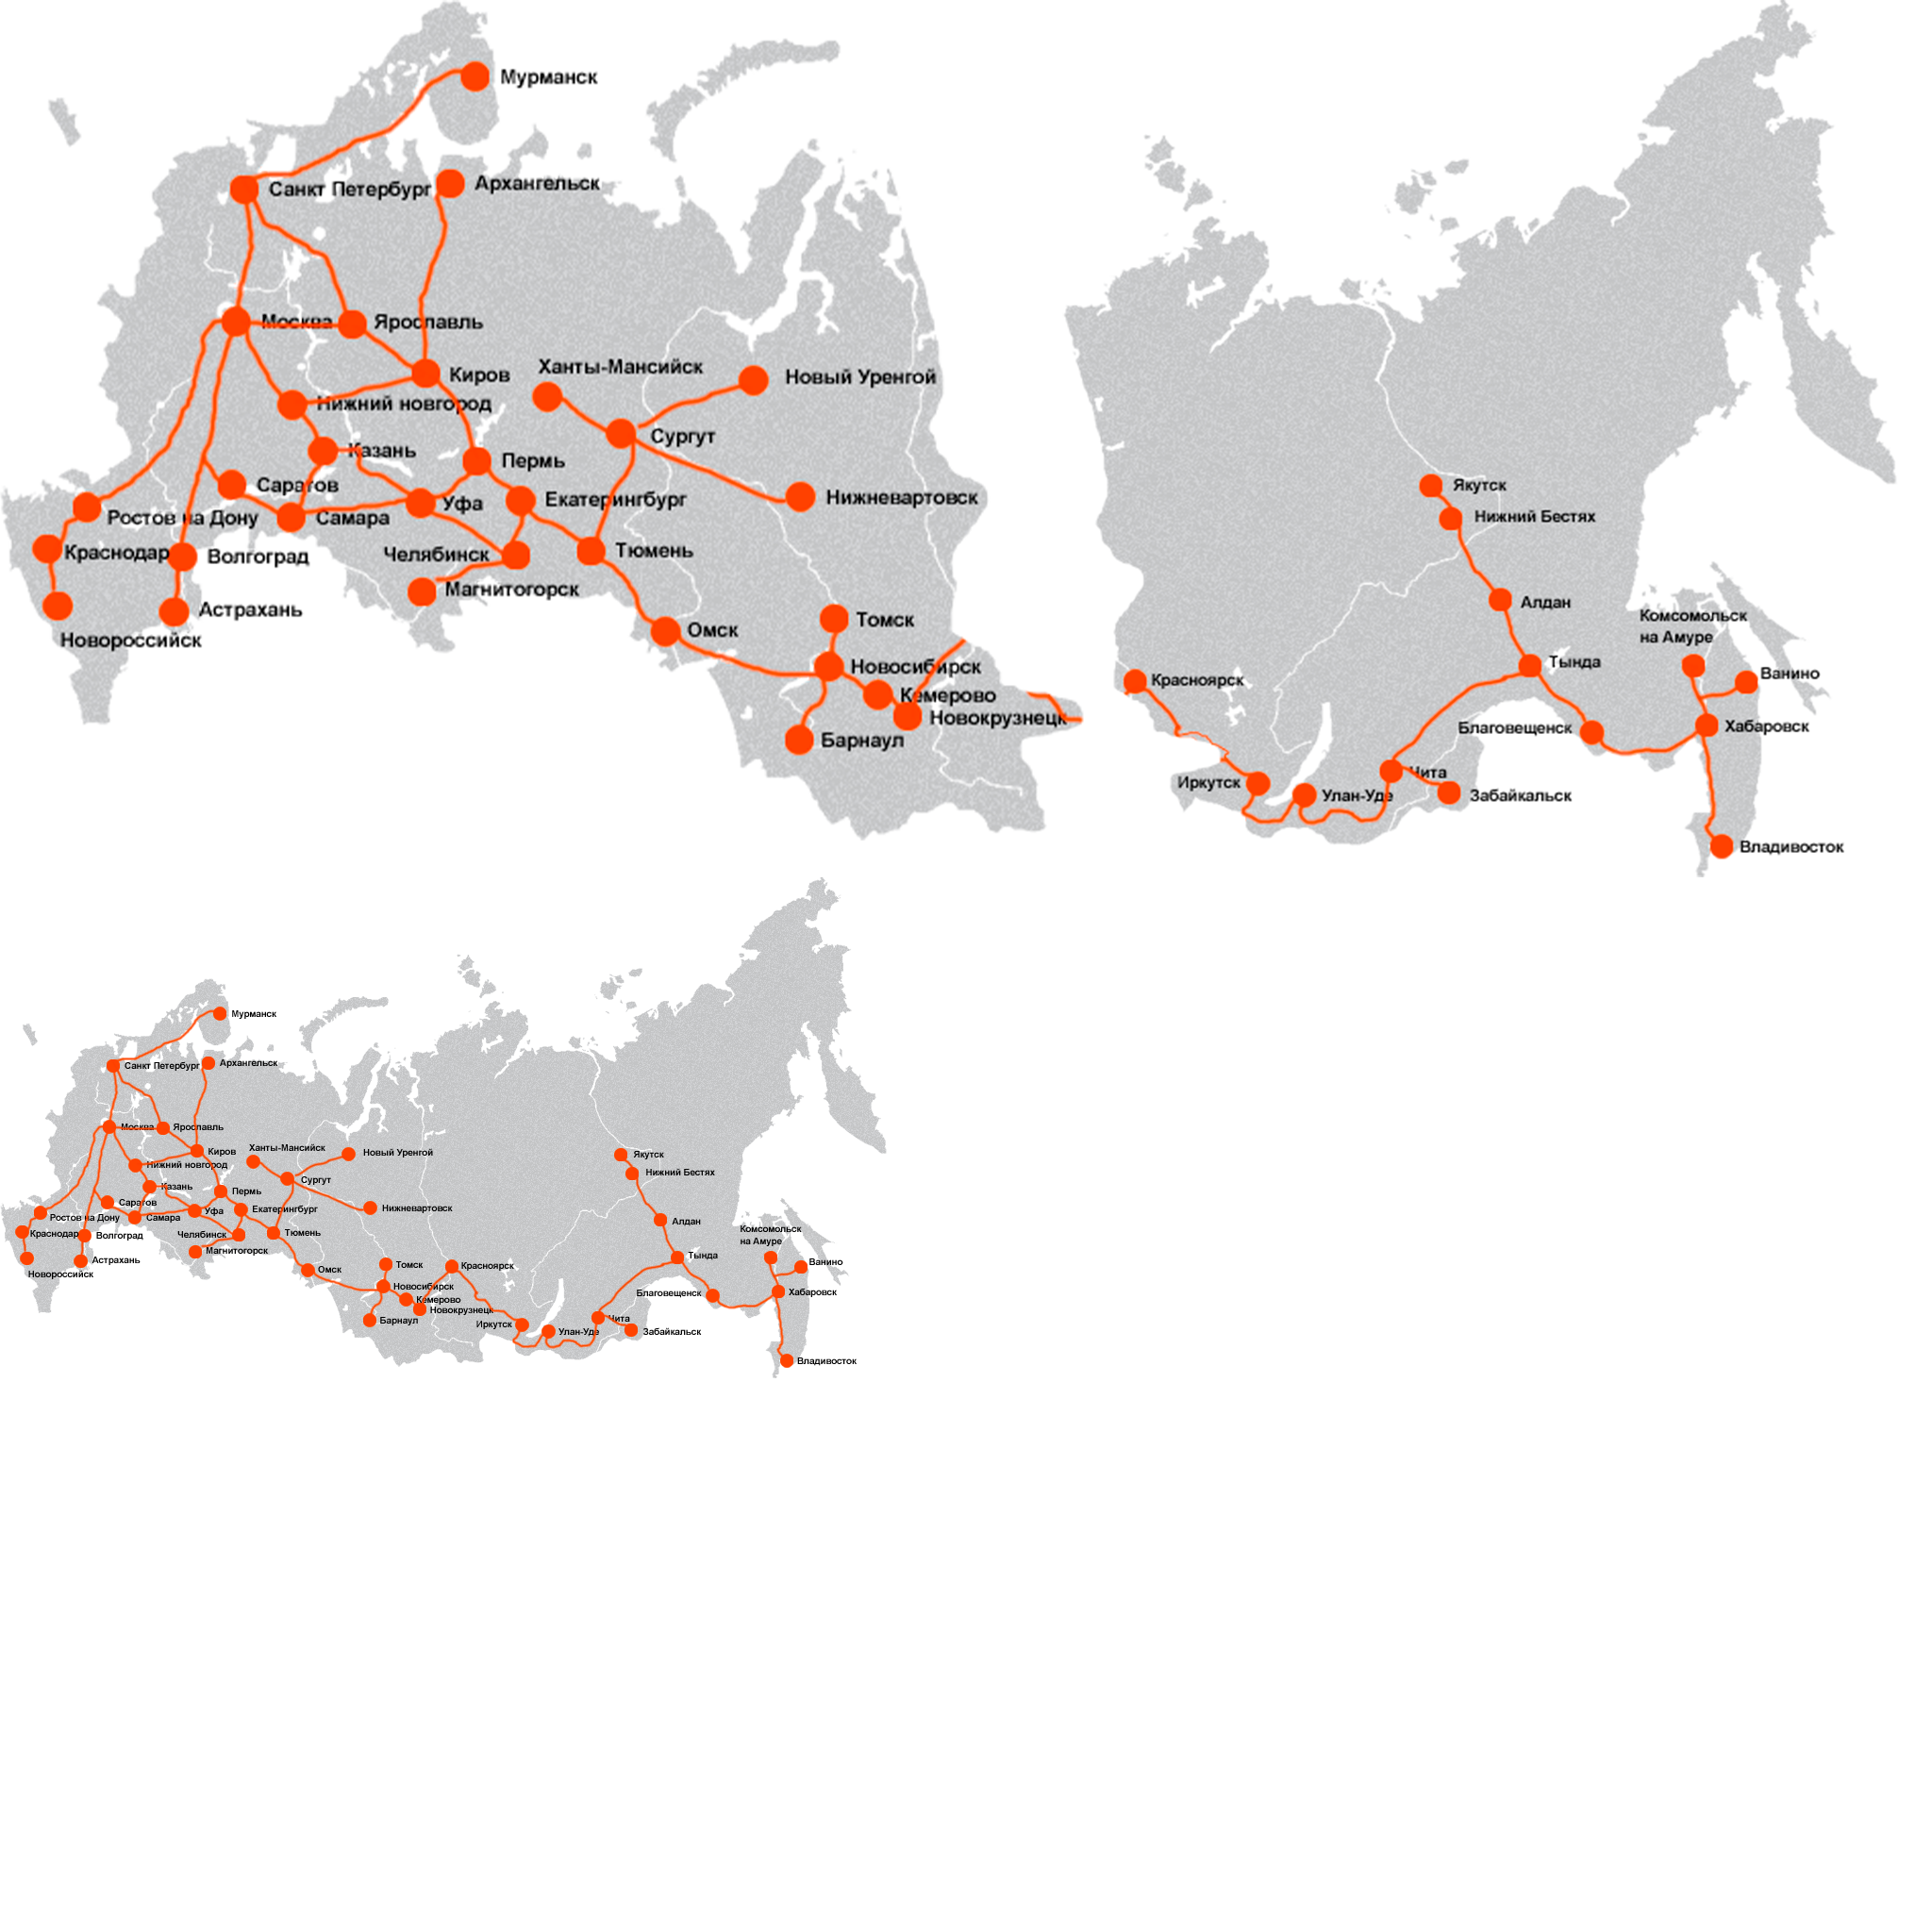 Мурманск
Санкт Петербург
Архангельск
Москва
Ярославль
Киров
Ханты-Мансийск
Новый Уренгой
Нижний новгород
Сургут
Казань
Пермь
Саратов
Уфа
Екатерингбург
Нижневартовск
Ростов на Дону
Самара
Краснодар
Волгоград
Челябинск
Тюмень
Магнитогорск
Астрахань
Новороссийск
Омск
Томск
Новосибирск
Кемерово
Новокрузнецк
Барнаул
Якутск
Нижний Бестях
Алдан
Комсомольск
на Амуре
Тында
Ванино
Красноярск
Благовещенск
Хабаровск
Иркутск
Улан-Уде
Чита
Забайкальск
Владивосток
Мурманск
Санкт Петербург
Архангельск
Москва
Ярославль
Киров
Ханты-Мансийск
Новый Уренгой
Нижний новгород
Сургут
Казань
Пермь
Саратов
Уфа
Екатерингбург
Нижневартовск
Ростов на Дону
Самара
Краснодар
Волгоград
Челябинск
Тюмень
Магнитогорск
Астрахань
Новороссийск
Омск
Томск
Красноярск
Новосибирск
Кемерово
Новокрузнецк
Барнаул
Якутск
Нижний Бестях
Алдан
Комсомольск
на Амуре
Тында
Ванино
Благовещенск
Хабаровск
Иркутск
Улан-Уде
Чита
Забайкальск
Владивосток